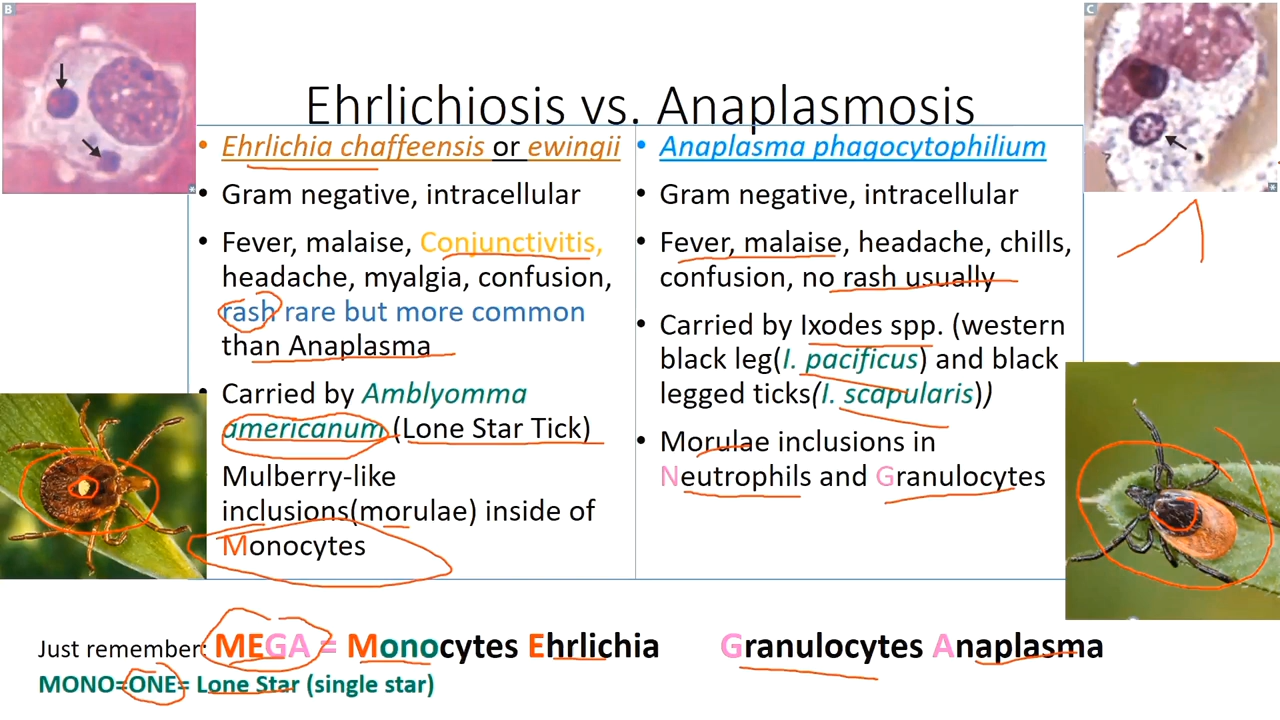 B
C
Ehrlichiosis vs. Anaplasmosis
• Ehrlichia chaffeensis or ewingii
• Gram negative, intracellular
• Fever, malaise, Conjunctivitis,
headache, myalgia, confusion,
rash rare but more common
than Anaplasma
• Carried by Amblyomma
americanum (Lone Star Tick)
Mulberry-like
inclusions(morulae) inside of
Monocytes
• Anaplasma phagocytophilium
• Gram negative, intracellular
• Fever, malaise, headache, chills,
confusion, no rash usually
• Carried by Ixodes spp. (western
black leg(I. pacificus) and black
legged ticks(I. scapularis))
• Morulae inclusions in
Neutrophils and Granulocytes
Just remember: MEGA = Monocytes Ehrlichia Granulocytes Anaplasma
MONO=ONE= Lone Star (single star)